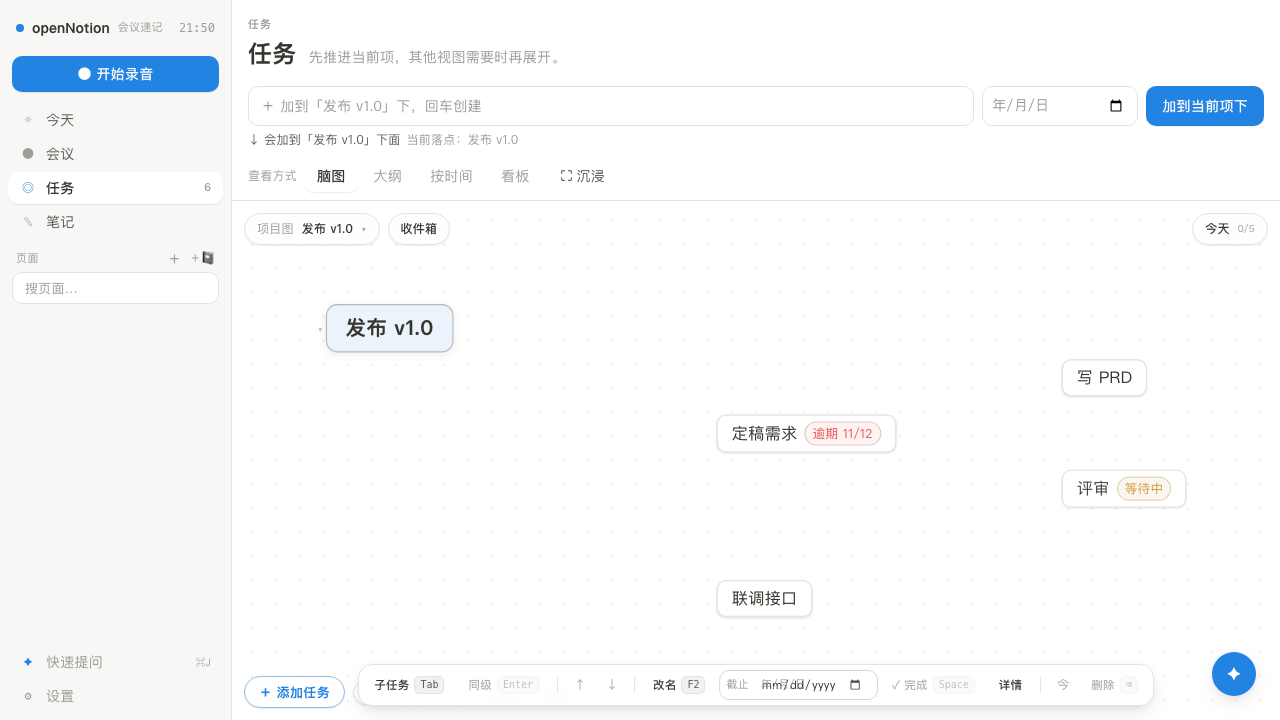 openNotion 会议速记 21:50
开始录音
今天
会议
任务 6
笔记
页面
搜页面...
快速提问 ⌘J
设置
任务
任务 先推进当前项，其他视图需要时再展开。
+ 加到「发布 v1.0」下，回车创建
年/月/日
加到当前项下
↓ 会加到「发布 v1.0」下面 当前落点：发布 v1.0
查看方式 脑图 大纲 按时间 看板 沉浸
项目图 发布 v1.0
收件箱
今天 0/5
发布 v1.0
写 PRD
定稿需求 逾期 11/12
评审 等待中
联调接口
+ 添加任务
子任务 Tab 同级 Enter ↑ ↓ 改名 F2 截止 mm/dd/yyyy ✓ 完成 Space 详情 今 删除